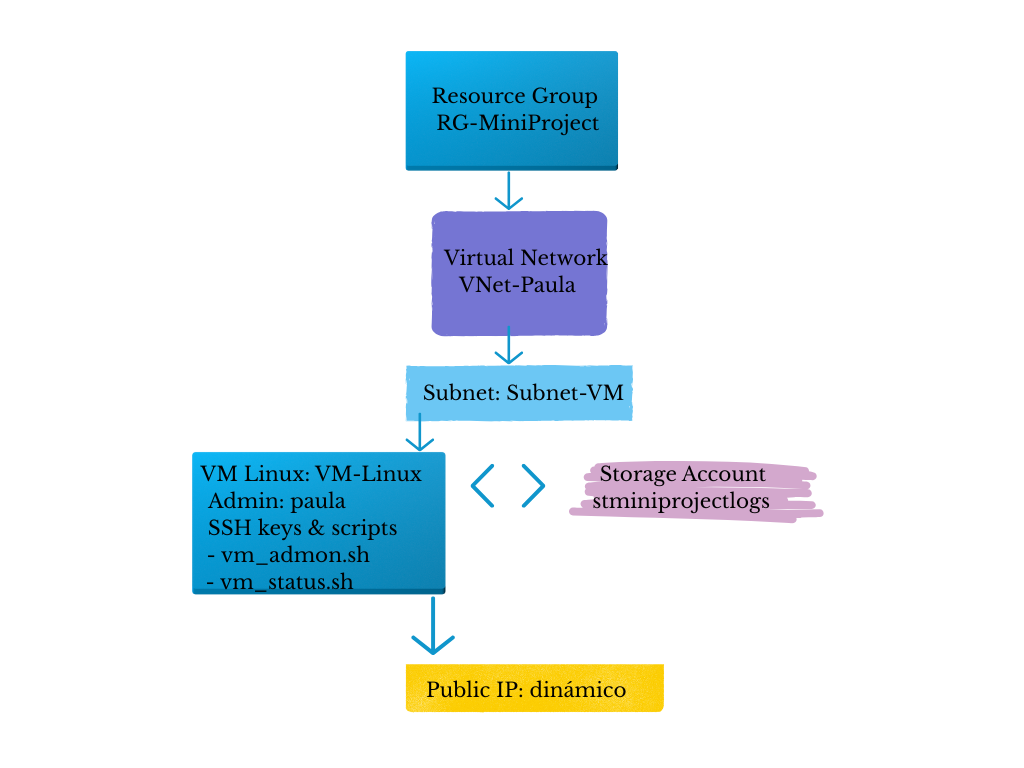 Resource Group
RG-MiniProject
Virtual Network
VNet-Paula
Subnet: Subnet-VM
VM Linux: VM-Linux
Admin: paula
SSH keys & scripts
- vm_admon.sh
- vm_status.sh
Storage Account
stminiprojectlogs
Public IP: dinámico